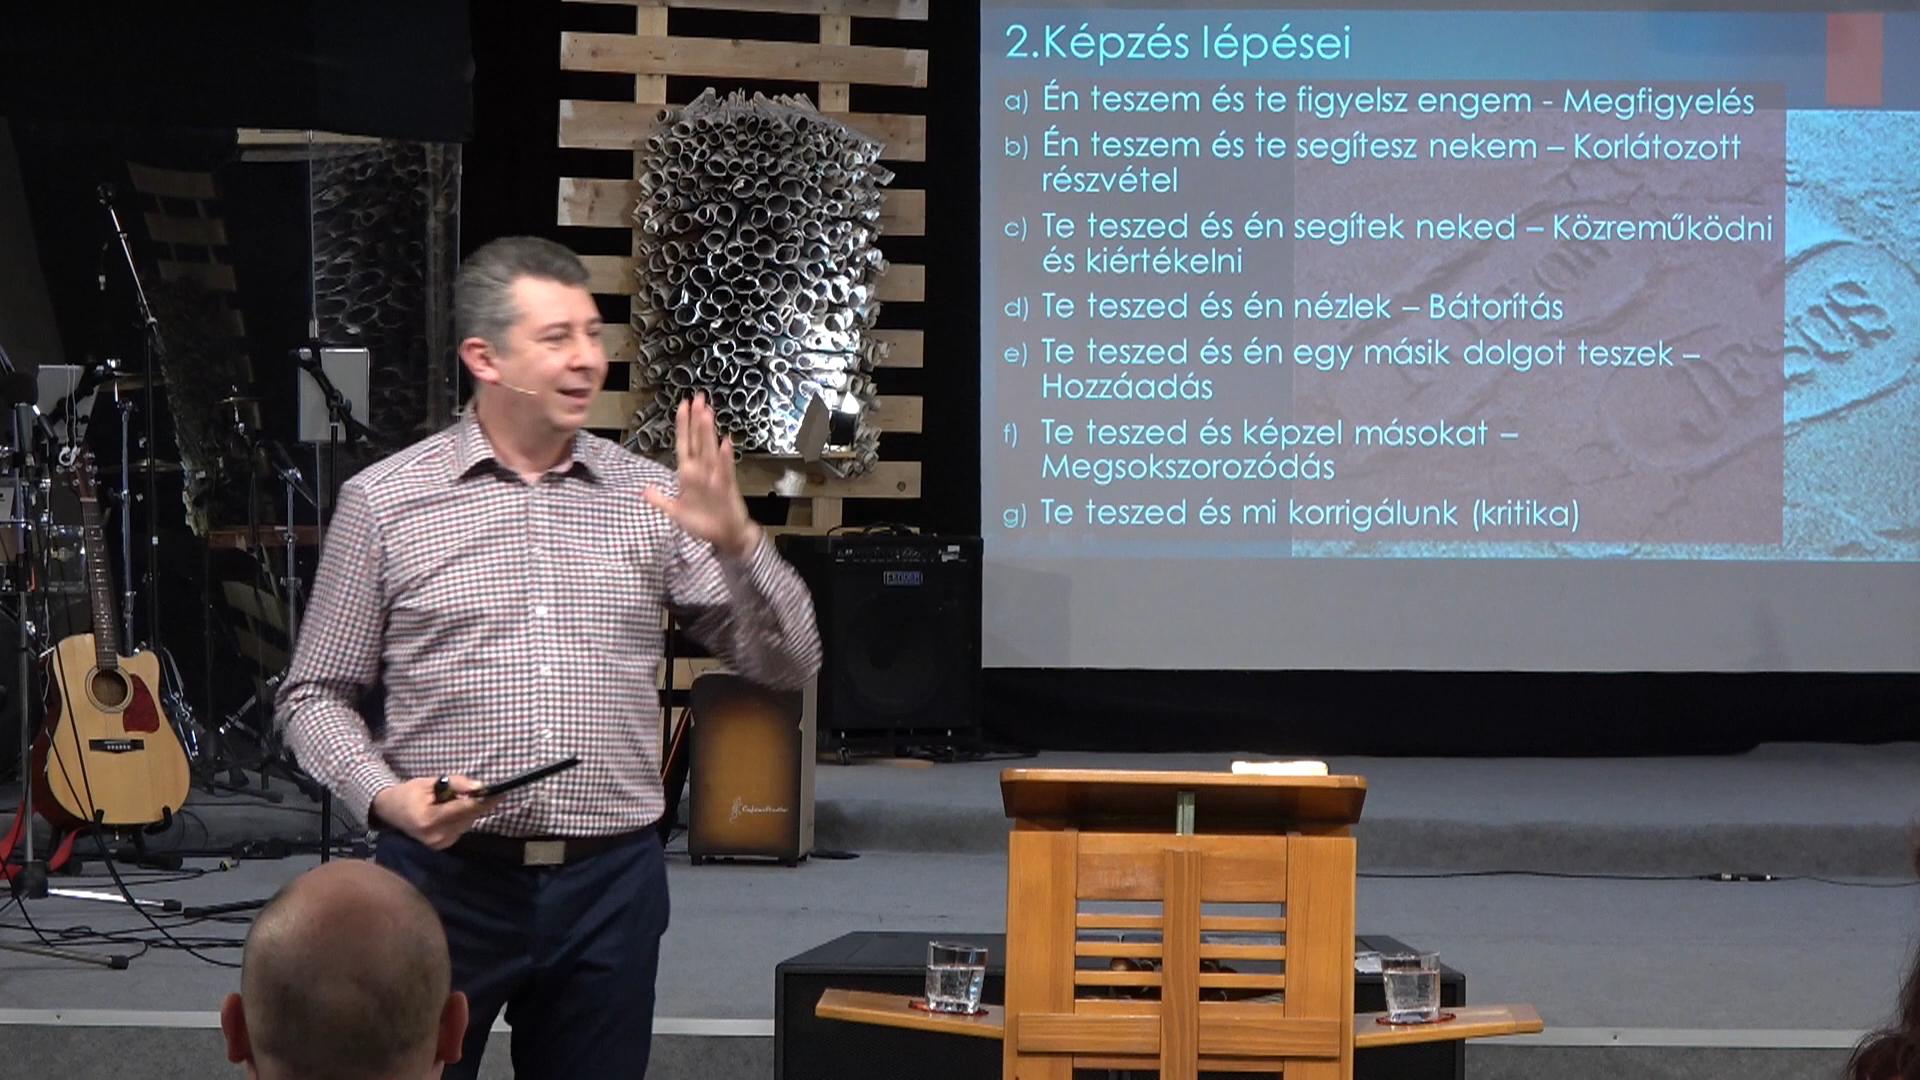 2.Képzés lépései
a) Én teszem és te figyelsz engem - Megfigyelés
b) Én teszem és te segítesz nekem – Korlátozott
részvétel
c) Te teszed és én segítek neked – Közreműködni
és kiértékelni
d) Te teszed és én nézlek – Bátorítás
e) Te teszed és én egy másik dolgot teszek –
Hozzáadás
f) Te teszed és képzel másokat –
Megsokszorozódás
g) Te teszed és mi korrigálunk (kritika)
JESUS
FENDER